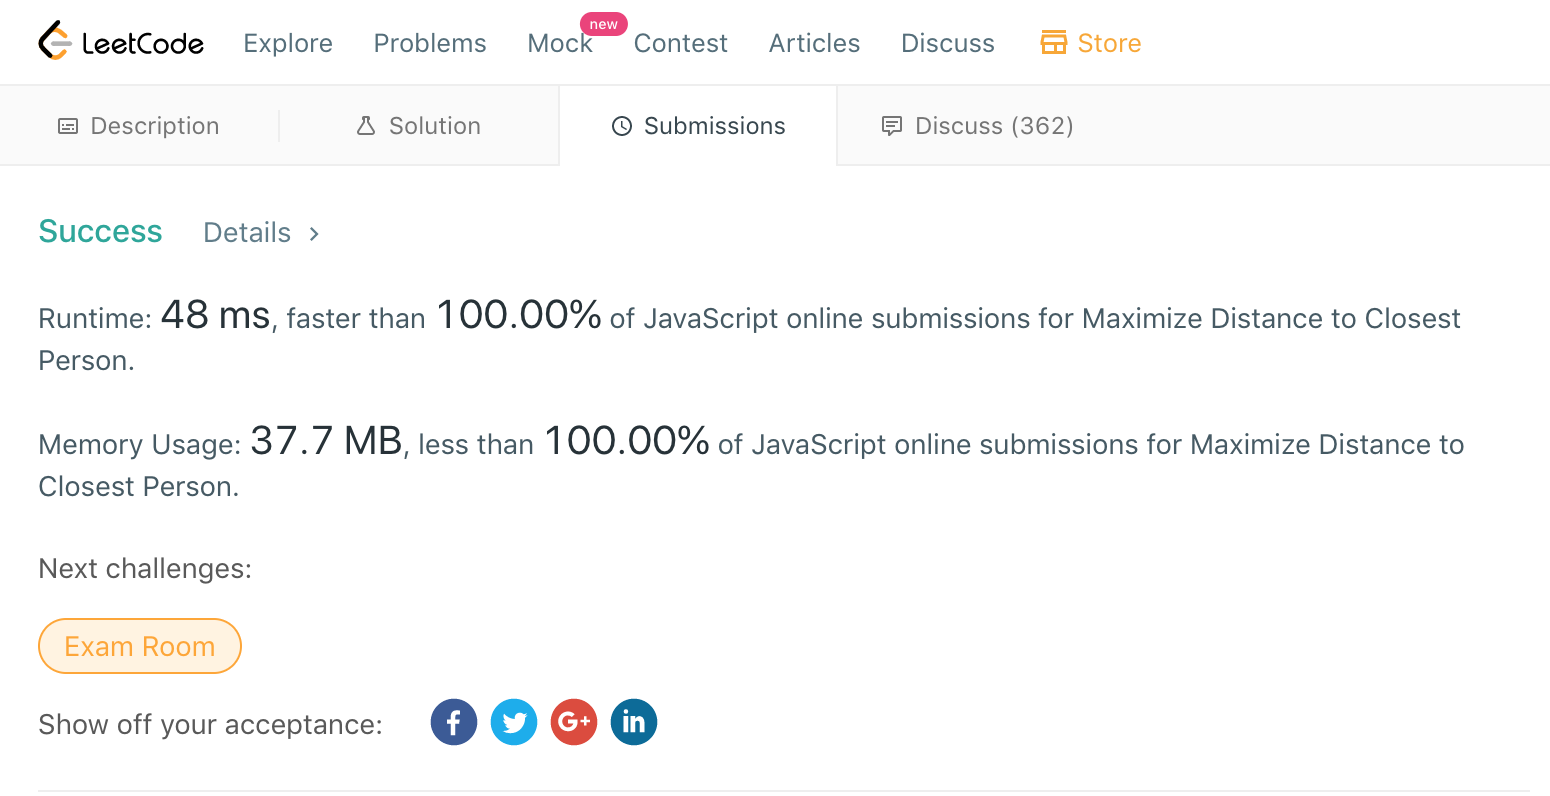 LeetCode Explore Problems Mock new Contest Articles Discuss Store
Description Solution Submissions Discuss (362)
Success Details
Runtime: 48 ms, faster than 100.00% of JavaScript online submissions for Maximize Distance to Closest
Person.
Memory Usage: 37.7 MB, less than 100.00% of JavaScript online submissions for Maximize Distance to
Closest Person.
Next challenges:
Exam Room
Show off your acceptance: f G+ in